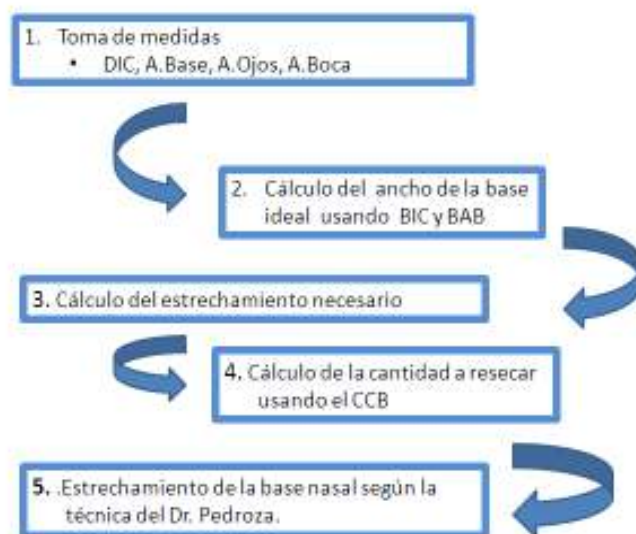 1. Toma de medidas
• DIC, A.Base, A.Ojos, A.Boca
2. Cálculo del ancho de la base
ideal usando BIC y BAB
3. Cálculo del estrechamiento necesario
4. Cálculo de la cantidad a resecar
usando el CCB
5. .Estrechamiento de la base nasal según la
técnica del Dr. Pedroza.